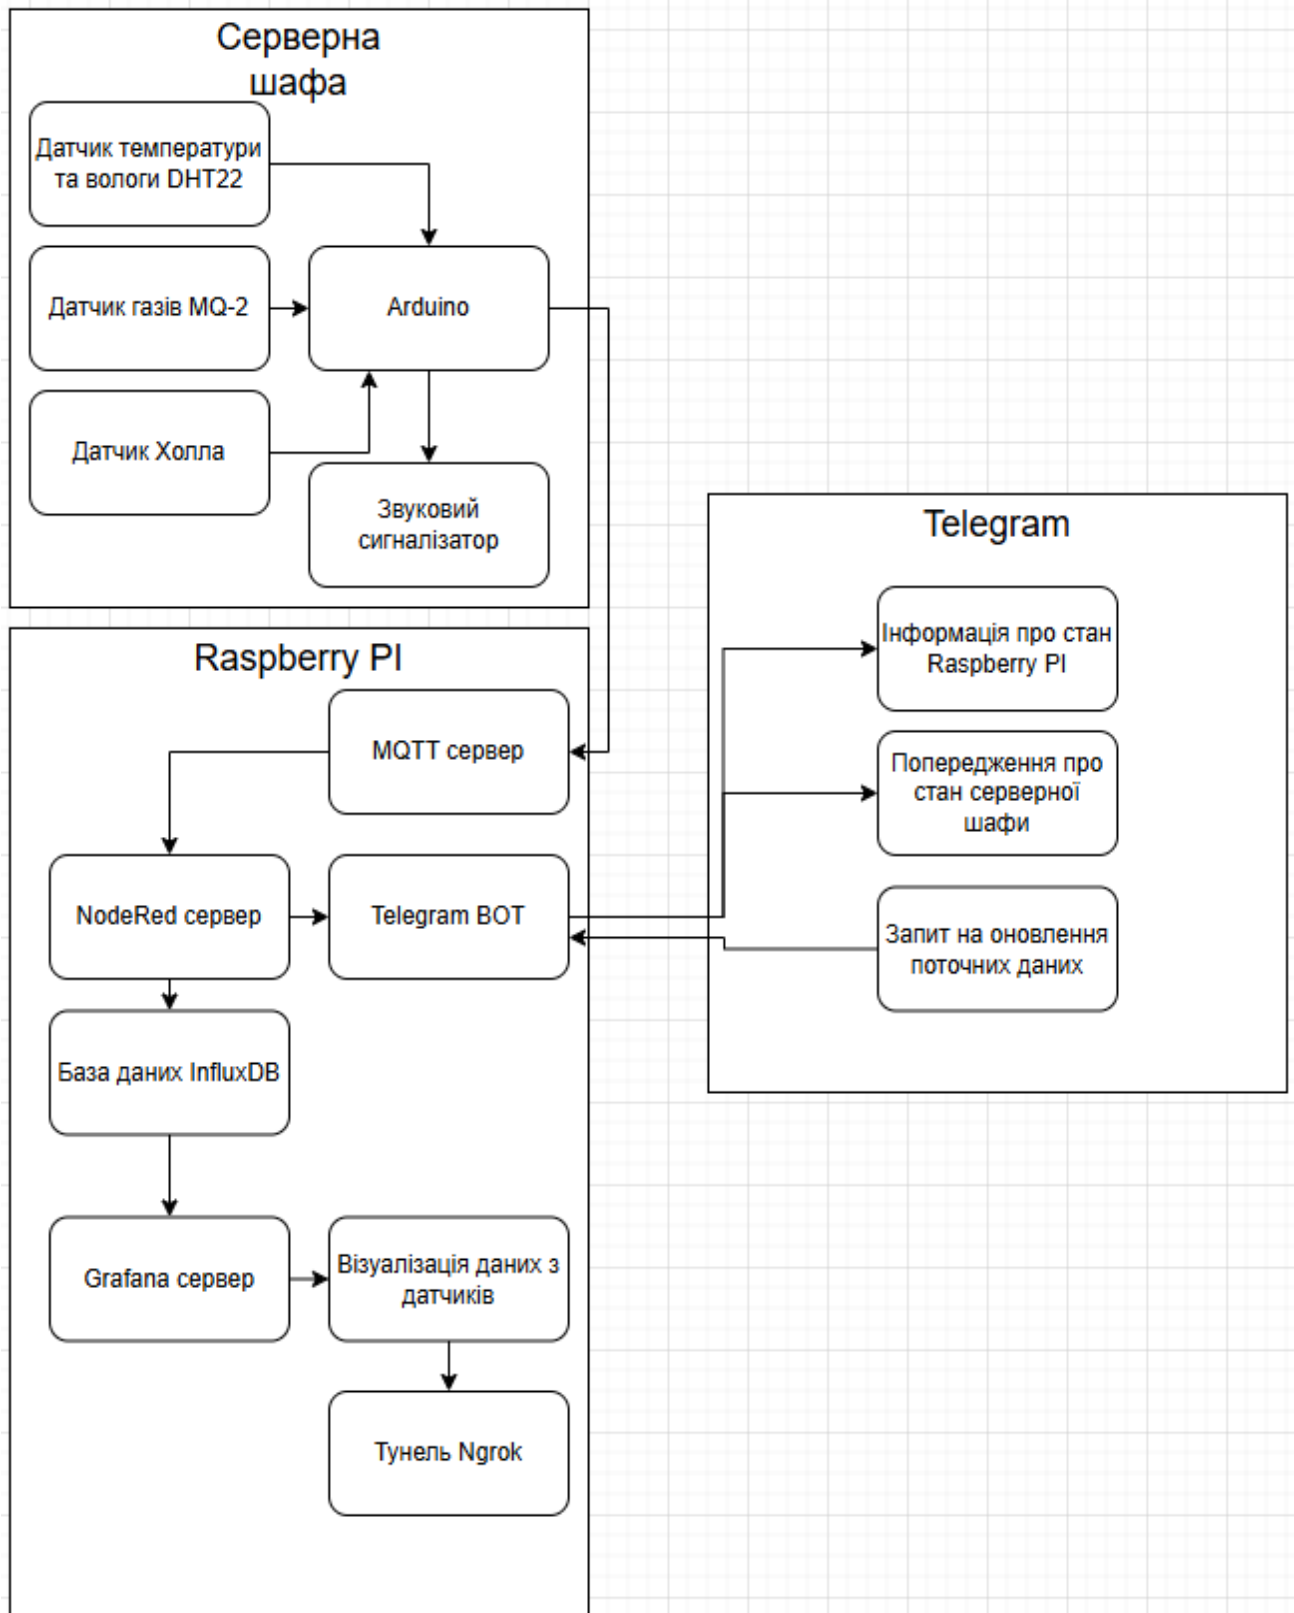 Серверна
шафа
Датчик температури
та вологи DHT22
Датчик газів MQ-2
Arduino
Датчик Холла
Звуковий
сигналізатор
Raspberry PI
MQTT сервер
NodeRed сервер
Telegram BOT
База даних InfluxDB
Grafana сервер
Візуалізація даних з
датчиків
Тунель Ngrok
Telegram
Інформація про стан
Raspberry PI
Попередження про
стан серверної
шафи
Запит на оновлення
поточних даних